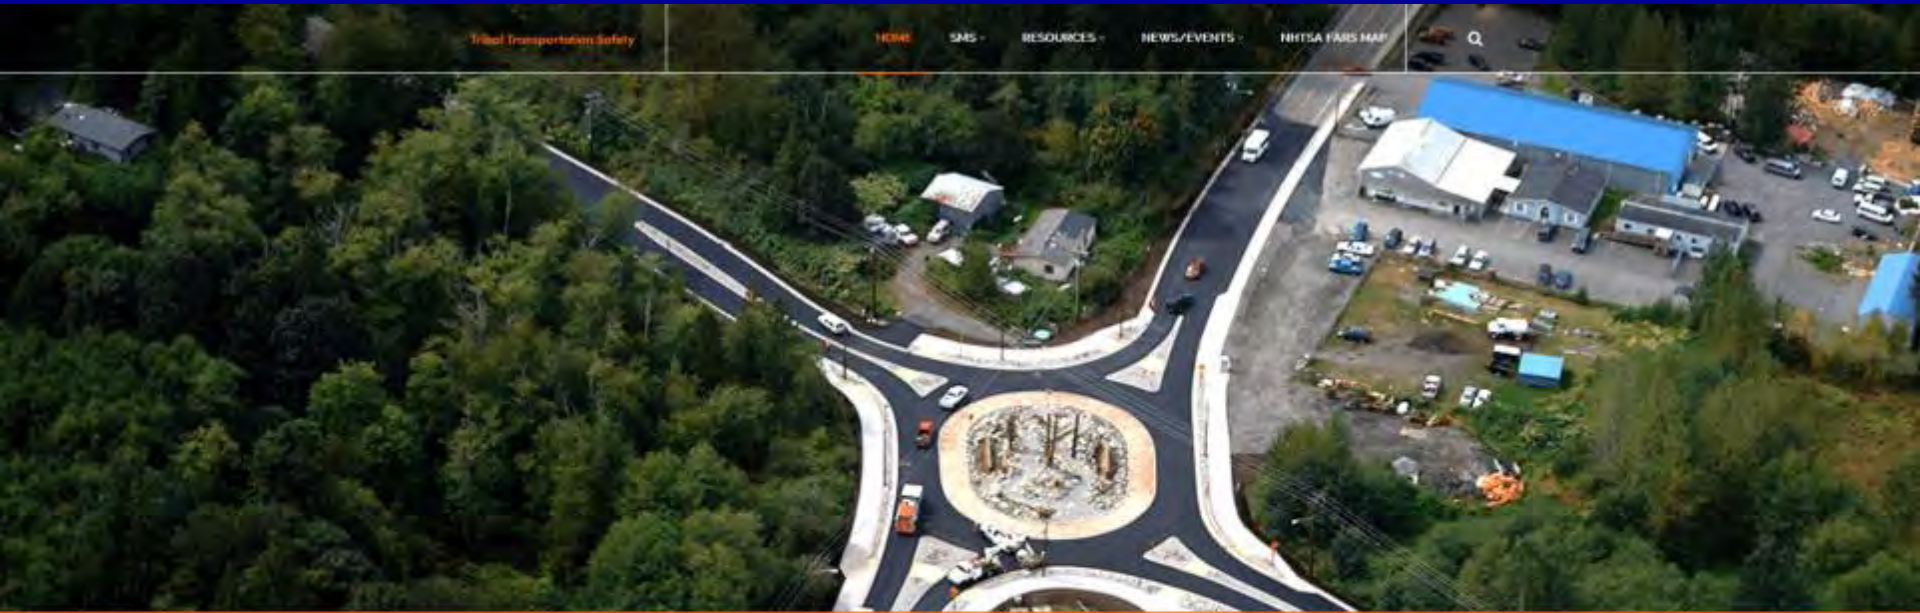 Tribal Transportation Safety
HOME SMS RESOURCES NEWS/EVENTS NHTSA FARS MAP